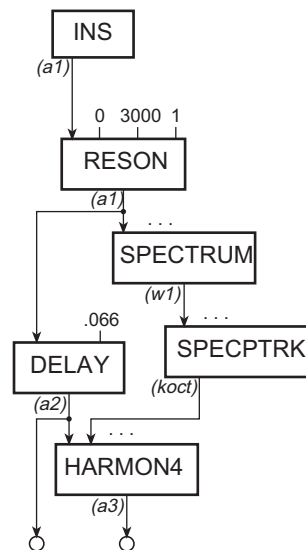 INS
(a1)
0 3000 1
RESON
(a1)
. . .
SPECTRUM
(w1)
. . .
.066
SPECPTRK
DELAY
(koct)
(a2)
. . .
HARMON4
(a3)